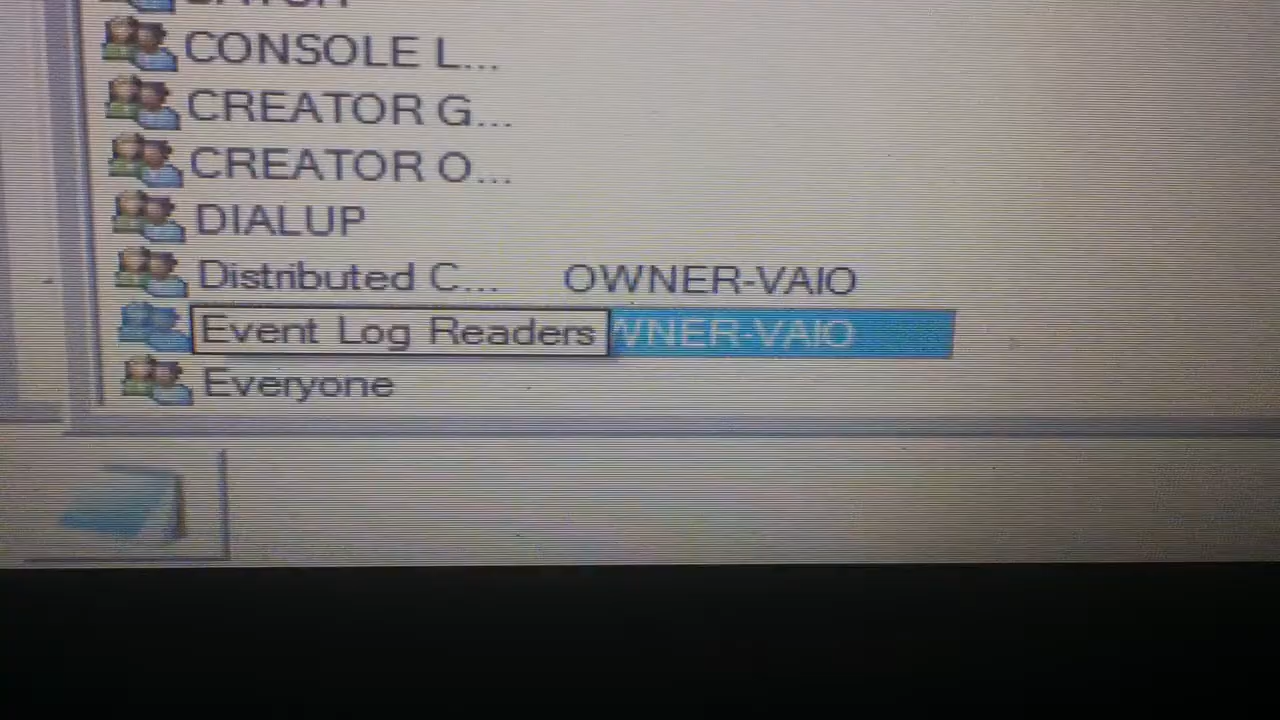 CONSOLE L...
CREATOR G...
CREATOR O...
DIALUP
Distributed C... OWNER-VAIO
Event Log Readers WNER-VAIO
Everyone